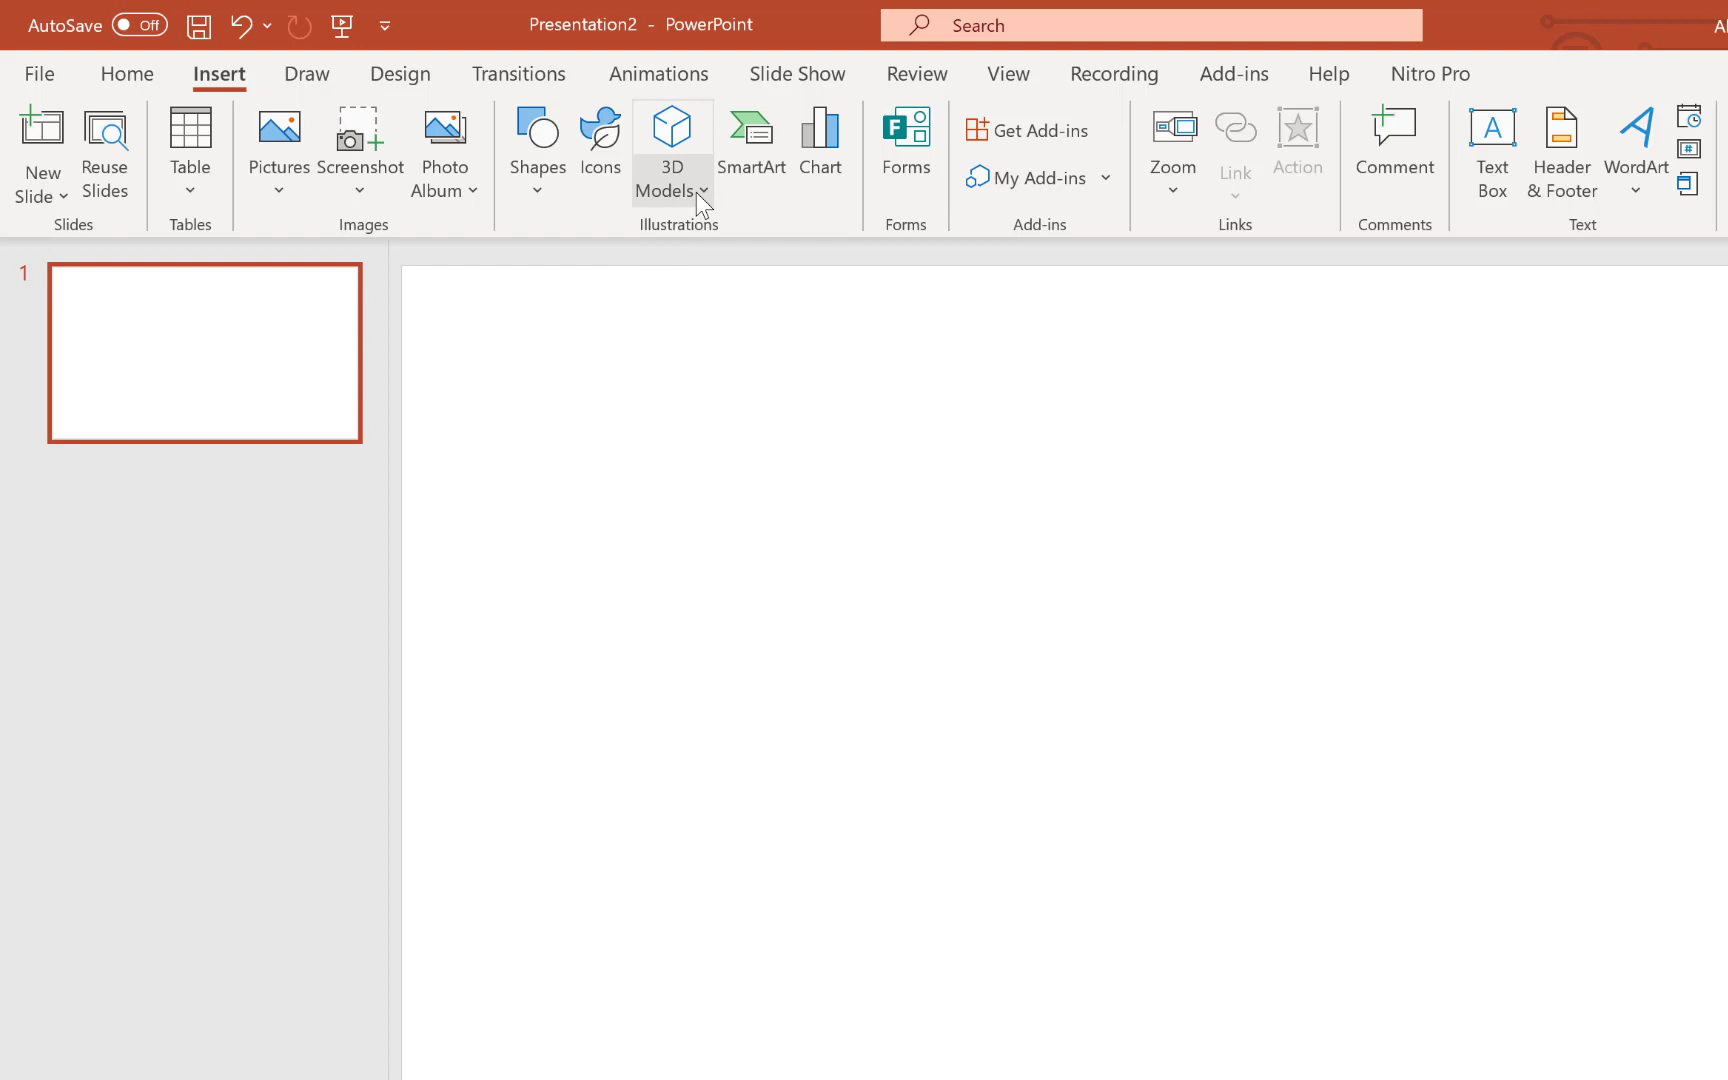 AutoSave Off
Presentation2 - PowerPoint
Search
File Home Insert Draw Design Transitions Animations Slide Show Review View Recording Add-ins Help Nitro Pro
New Slide
Reuse Slides
Slides
Table
Tables
Pictures
Screenshot
Photo Album
Images
Shapes
Icons
3D Models
SmartArt
Chart
Illustrations
F
Forms
Forms
Get Add-ins
My Add-ins
Add-ins
Zoom
Link
Action
Links
Comment
Comments
A
Text Box
Header & Footer
WordArt
#
Text
1